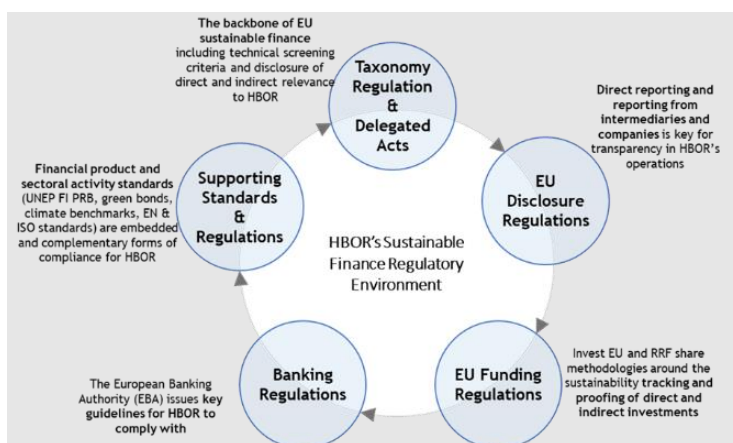 The backbone of EU
sustainable finance
including technical screening
criteria and disclosure of
direct and indirect relevance
to HBOR
Taxonomy
Regulation
&
Delegated
Acts
Direct reporting and
reporting from
intermediaries and
companies is key for
transparency in HBOR's
operations
EU
Disclosure
Regulations
Financial product and
sectoral activity standards
(UNEP FI PRB, green bonds,
climate benchmarks, EN &
ISO standards) are embedded
and complementary forms of
compliance for HBOR
Supporting
Standards
&
Regulations
HBOR's Sustainable
Finance Regulatory
Environment
The European Banking
Authority (EBA) issues key
guidelines for HBOR to
comply with
Banking
Regulations
EU Funding
Regulations
Invest EU and RRF share
methodologies around the
sustainability tracking and
proofing of direct and
indirect investments